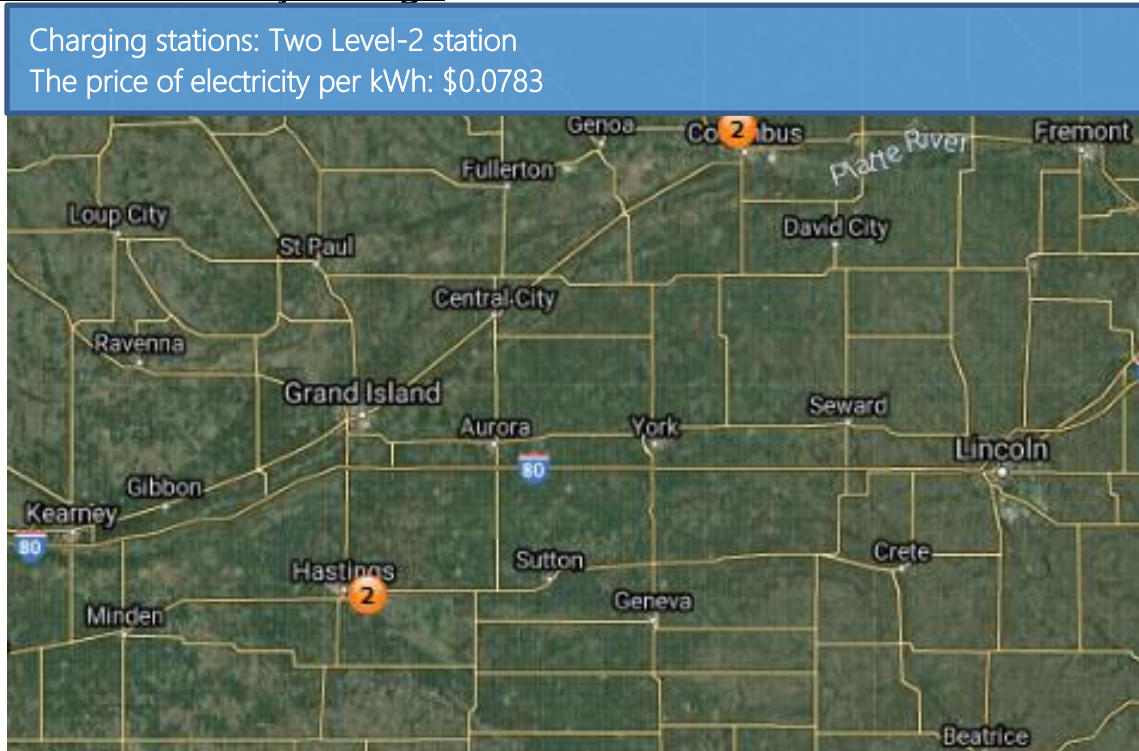 Charging stations: Two Level-2 station
The price of electricity per kWh: $0.0783
Genoa
Columbus
2
Fremont
Platte River
Fullerton
Loup City
David City
St Paul
Central City
Ravenna
Grand Island
Aurora
York
Seward
Lincoln
80
Gibbon
Kearney
80
Hastings
2
Sutton
Crete
Geneva
Minden
Beatrice